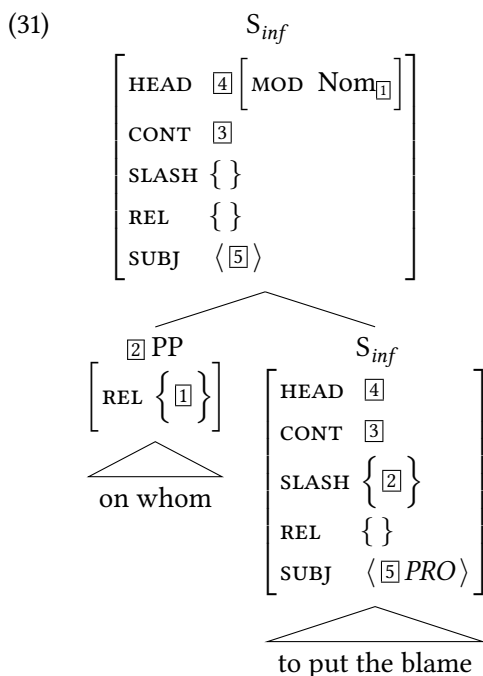 (31) S_inf
HEAD 4 [MOD Nom_1]
CONT 3
SLASH { }
REL { }
SUBJ ⟨ 5 ⟩
2 PP S_inf
[REL { 1 }] HEAD 4
CONT 3
on whom SLASH { 2 }
REL { }
SUBJ ⟨ 5 PRO ⟩
to put the blame